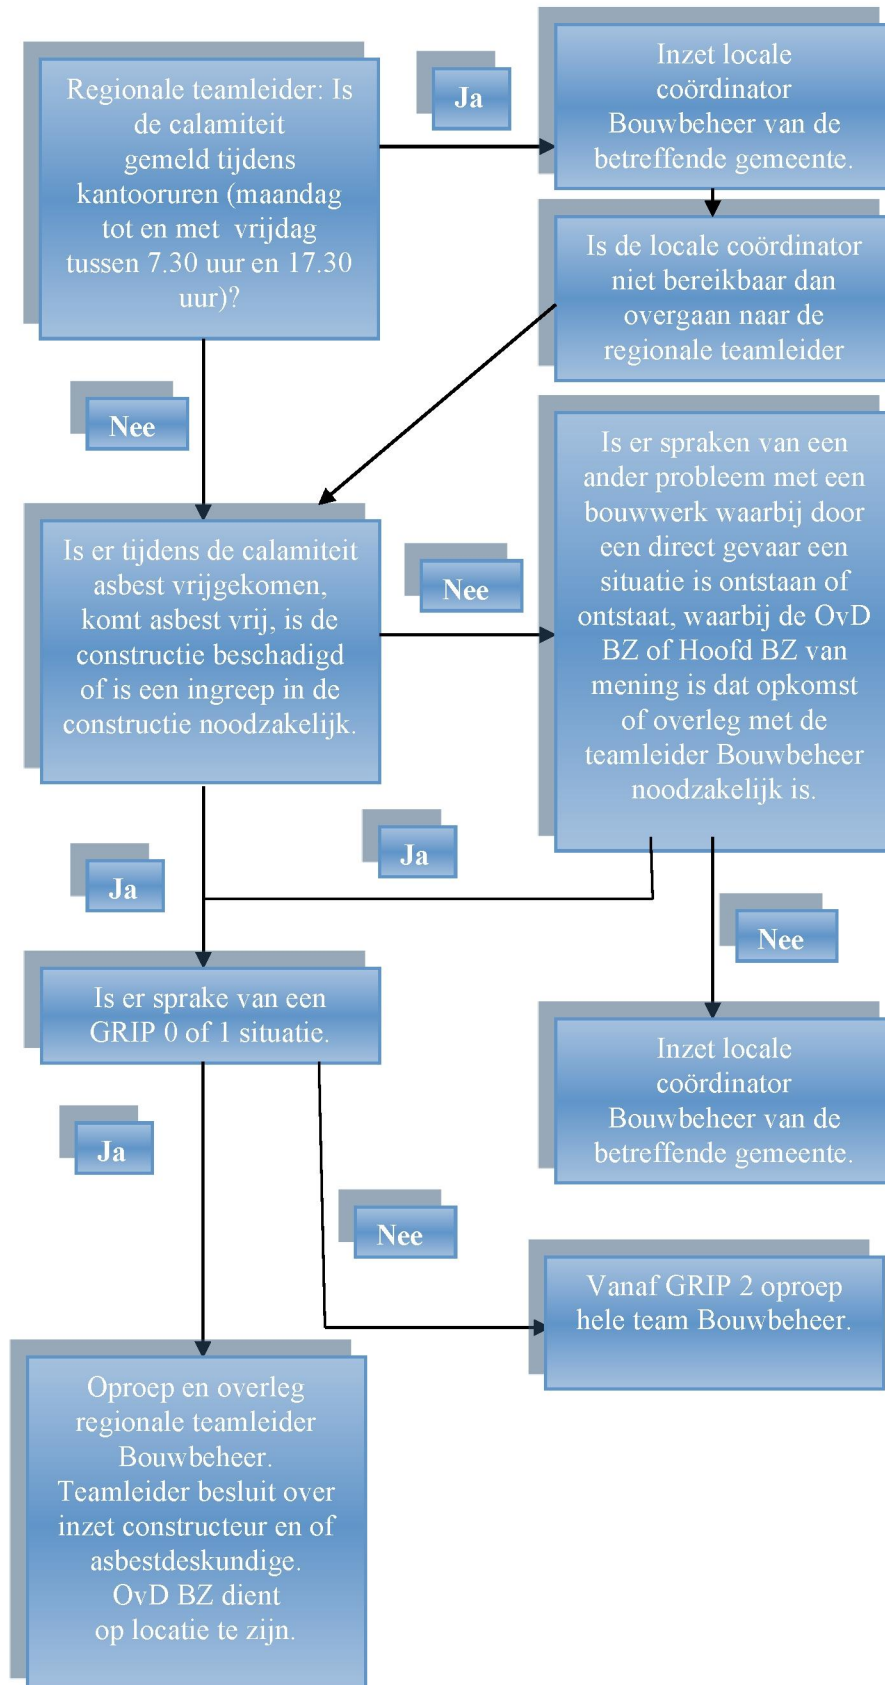 Regionale teamleider: Is
de calamiteit
gemeld tijdens
kantooruren (maandag
tot en met vrijdag
tussen 7.30 uur en 17.30
uur)?
Ja
Inzet locale
coördinator
Bouwbeheer van de
betreffende gemeente.
Is de locale coördinator
niet bereikbaar dan
overgaan naar de
regionale teamleider
Nee
Is er tijdens de calamiteit
asbest vrijgekomen,
komt asbest vrij, is de
constructie beschadigd
of is een ingreep in de
constructie noodzakelijk.
Nee
Is er spraken van een
ander probleem met een
bouwwerk waarbij door
een direct gevaar een
situatie is ontstaan of
ontstaat, waarbij de OvD
BZ of Hoofd BZ van
mening is dat opkomst
of overleg met de
teamleider Bouwbeheer
noodzakelijk is.
Ja
Ja
Nee
Is er sprake van een
GRIP 0 of 1 situatie.
Inzet locale
coördinator
Bouwbeheer van de
betreffende gemeente.
Ja
Nee
Vanaf GRIP 2 oproep
hele team Bouwbeheer.
Oproep en overleg
regionale teamleider
Bouwbeheer.
Teamleider besluit over
inzet constructeur en of
asbestdeskundige.
OvD BZ dient
op locatie te zijn.